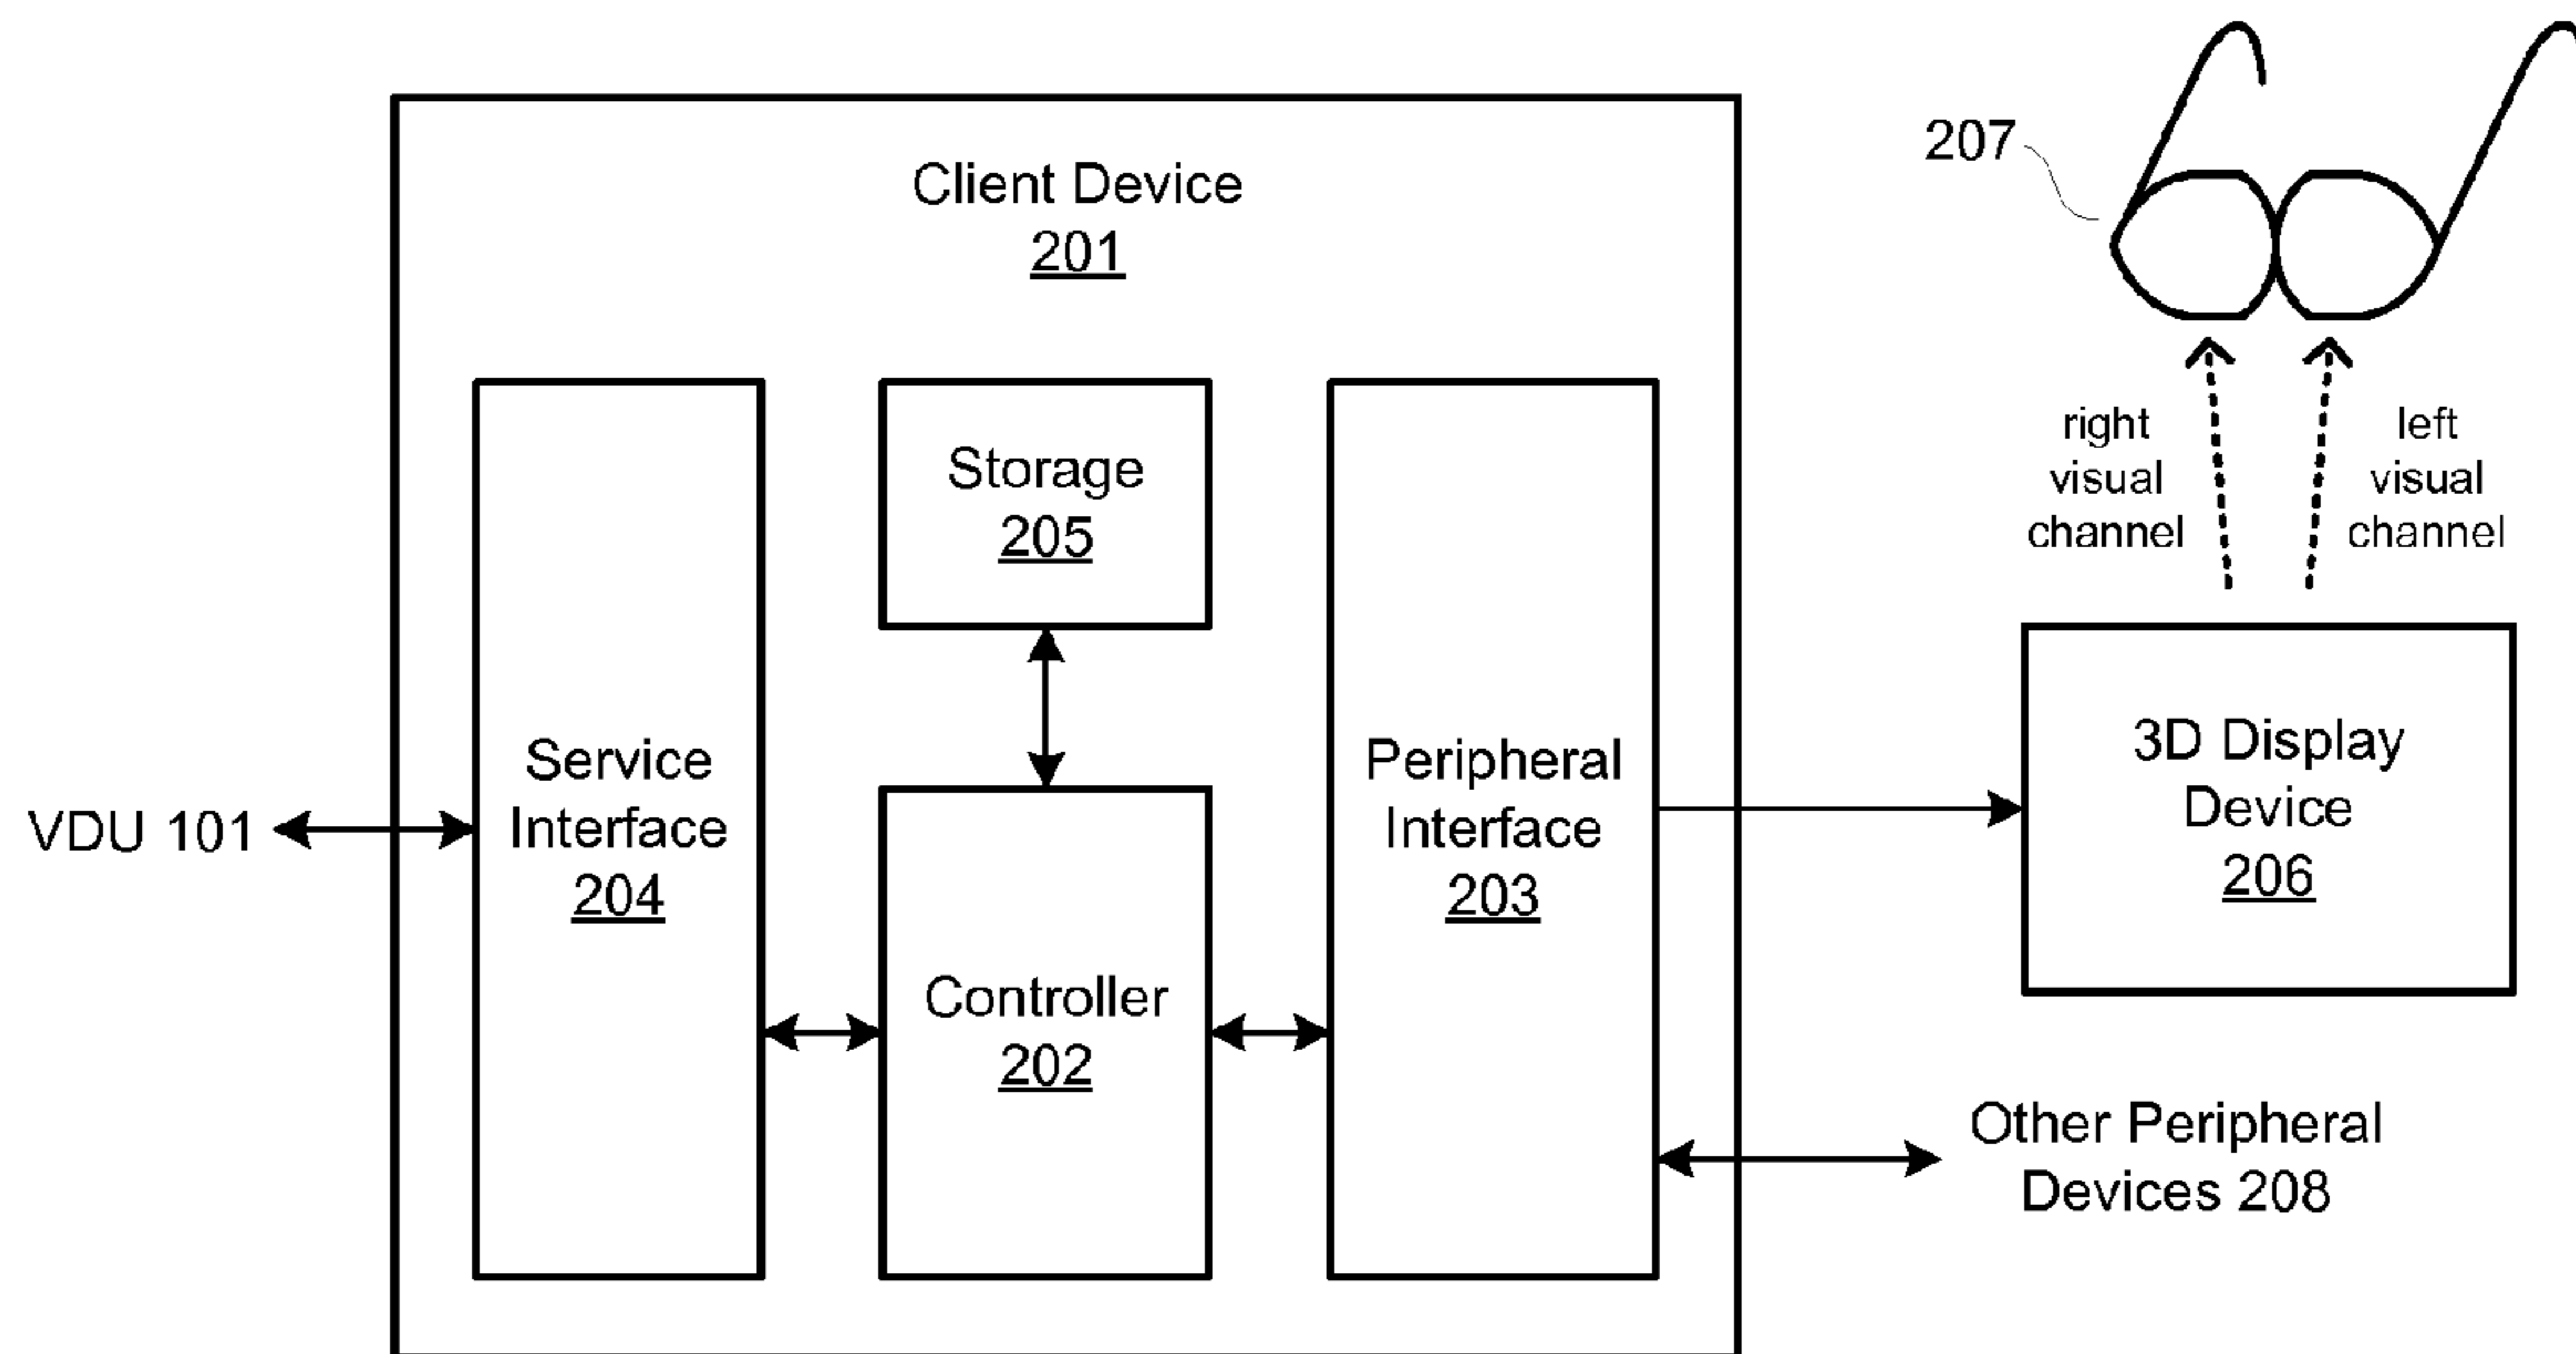 Client Device
201
Storage
205
Service
Interface
204
Controller
202
Peripheral
Interface
203
VDU 101
207
right
visual
channel
left
visual
channel
3D Display
Device
206
Other Peripheral
Devices 208